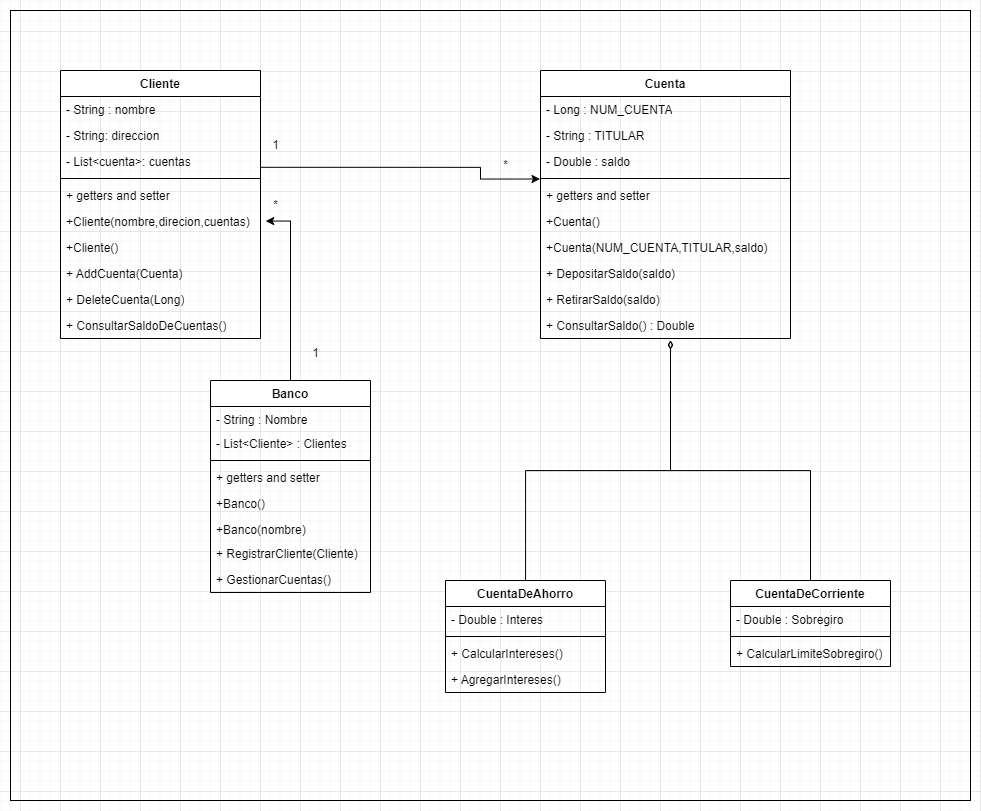 Cliente
- String : nombre
- String: direccion
- List<cuenta>: cuentas
+ getters and setter
+Cliente(nombre,direcion,cuentas)
+Cliente()
+ AddCuenta(Cuenta)
+ DeleteCuenta(Long)
+ ConsultarSaldoDeCuentas()
1
*
*
1
Cuenta
- Long : NUM_CUENTA
- String : TITULAR
- Double : saldo
+ getters and setter
+Cuenta()
+Cuenta(NUM_CUENTA,TITULAR,saldo)
+ DepositarSaldo(saldo)
+ RetirarSaldo(saldo)
+ ConsultarSaldo() : Double
Banco
- String : Nombre
- List<Cliente> : Clientes
+ getters and setter
+Banco()
+Banco(nombre)
+ RegistrarCliente(Cliente)
+ GestionarCuentas()
CuentaDeAhorro
- Double : Interes
+ CalcularIntereses()
+ AgregarIntereses()
CuentaDeCorriente
- Double : Sobregiro
+ CalcularLimiteSobregiro()